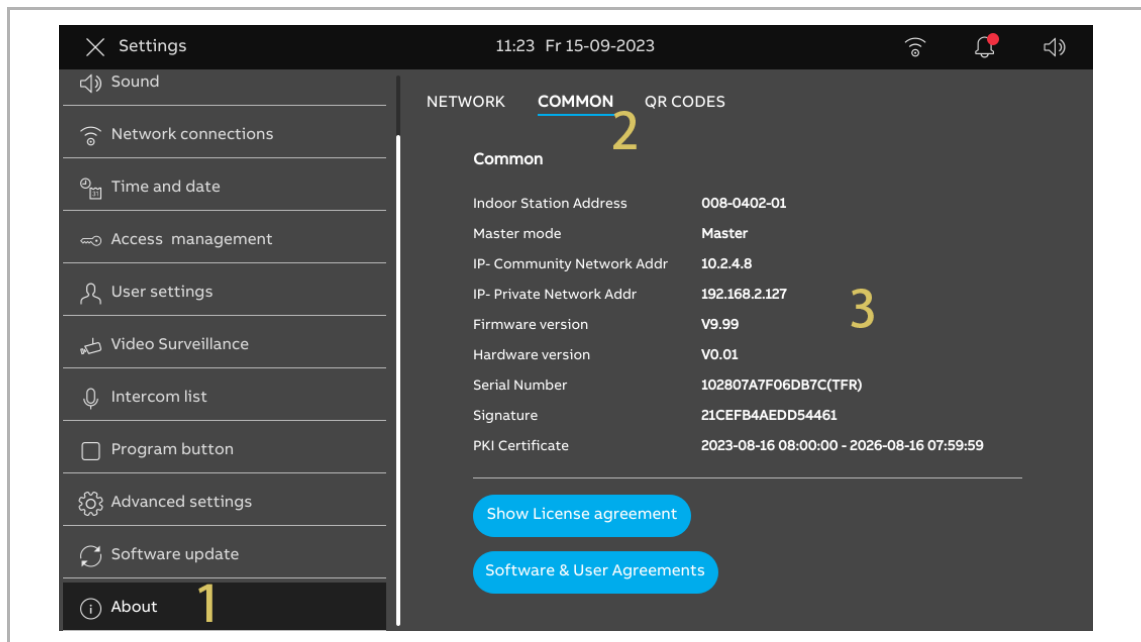 Settings
11:23 Fr 15-09-2023
Sound
Network connections
Time and date
Access management
User settings
Video Surveillance
Intercom list
Program button
Advanced settings
Software update
About
1
NETWORK COMMON QR CODES
2
Common
Indoor Station Address 008-0402-01
Master mode Master
IP- Community Network Addr 10.2.4.8
IP- Private Network Addr 192.168.2.127
3
Firmware version V9.99
Hardware version V0.01
Serial Number 102807A7F06DB7C(TFR)
Signature 21CEFB4AEDD54461
PKI Certificate 2023-08-16 08:00:00 - 2026-08-16 07:59:59
Show License agreement
Software & User Agreements